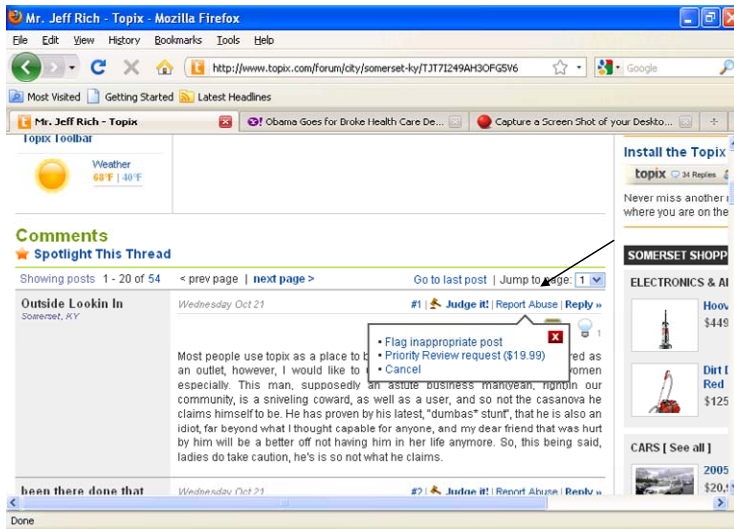 Mr. Jeff Rich - Topix - Mozilla Firefox
File Edit View History Bookmarks Tools Help
http://www.topix.com/forum/city/somerset-ky/TJT7I249AH3OFG5V6
Google
Most Visited Getting Started Latest Headlines
Mr. Jeff Rich - Topix
Obama Goes for Broke Health Care De...
Capture a Screen Shot of your Deskto...
Topix Toolbar
Weather
68°F | 40°F
Install the Topix
topix 34 Replies
Never miss another
where you are on the
Comments
Spotlight This Thread
Showing posts 1 - 20 of 54 < prev page | next page > Go to last post | Jump to page: 1
SOMERSET SHOPP
ELECTRONICS & AI
Outside Lookin In
Somerset, KY
Wednesday Oct 21
#1 | Judge it! | Report Abuse | Reply »
1
Hoov
$449
• Flag inappropriate post
• Priority Review request ($19.99)
• Cancel
X
Most people use topix as a place to b red as
an outlet, however, I would like to omen
especially. This man, supposedly an astute business man(yeah, right)in our
community, is a sniveling coward, as well as a user, and so not the casanova he
claims himself to be. He has proven by his latest, "dumbas* stunt", that he is also an
idiot, far beyond what I thought capable for anyone, and my dear friend that was hurt
by him will be a better off not having him in her life anymore. So, this being said,
ladies do take caution, he's is so not what he claims.
Dirt
Red
$125
CARS [ See all ]
2005
$20,
been there done that
Wednesday Oct 21
#2 | Judge it! | Report Abuse | Reply »
Done